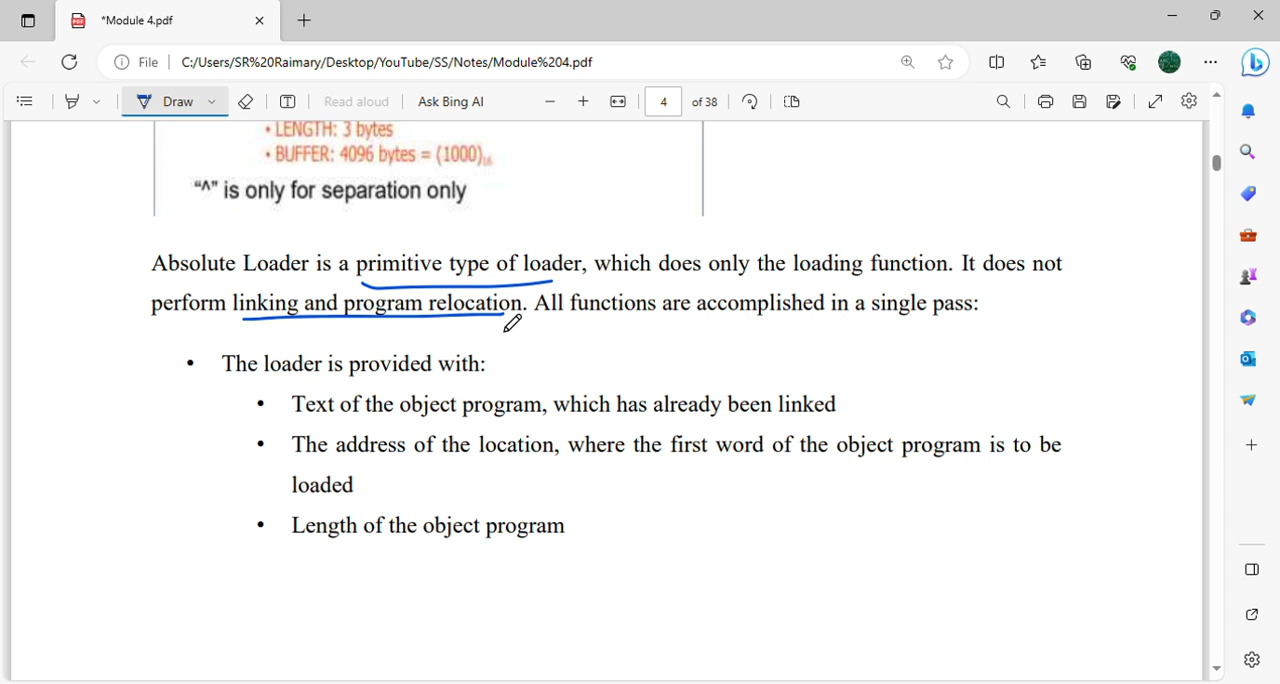 *Module 4.pdf
File
C:/Users/SR%20Raimary/Desktop/YouTube/SS/Notes/Module%204.pdf
Draw
Read aloud
Ask Bing AI
4
of 38
• LENGTH: 3 bytes
• BUFFER: 4096 bytes = (1000)₁₆
“^” is only for separation only
Absolute Loader is a primitive type of loader, which does only the loading function. It does not
perform linking and program relocation. All functions are accomplished in a single pass:
• The loader is provided with:
• Text of the object program, which has already been linked
• The address of the location, where the first word of the object program is to be
loaded
• Length of the object program